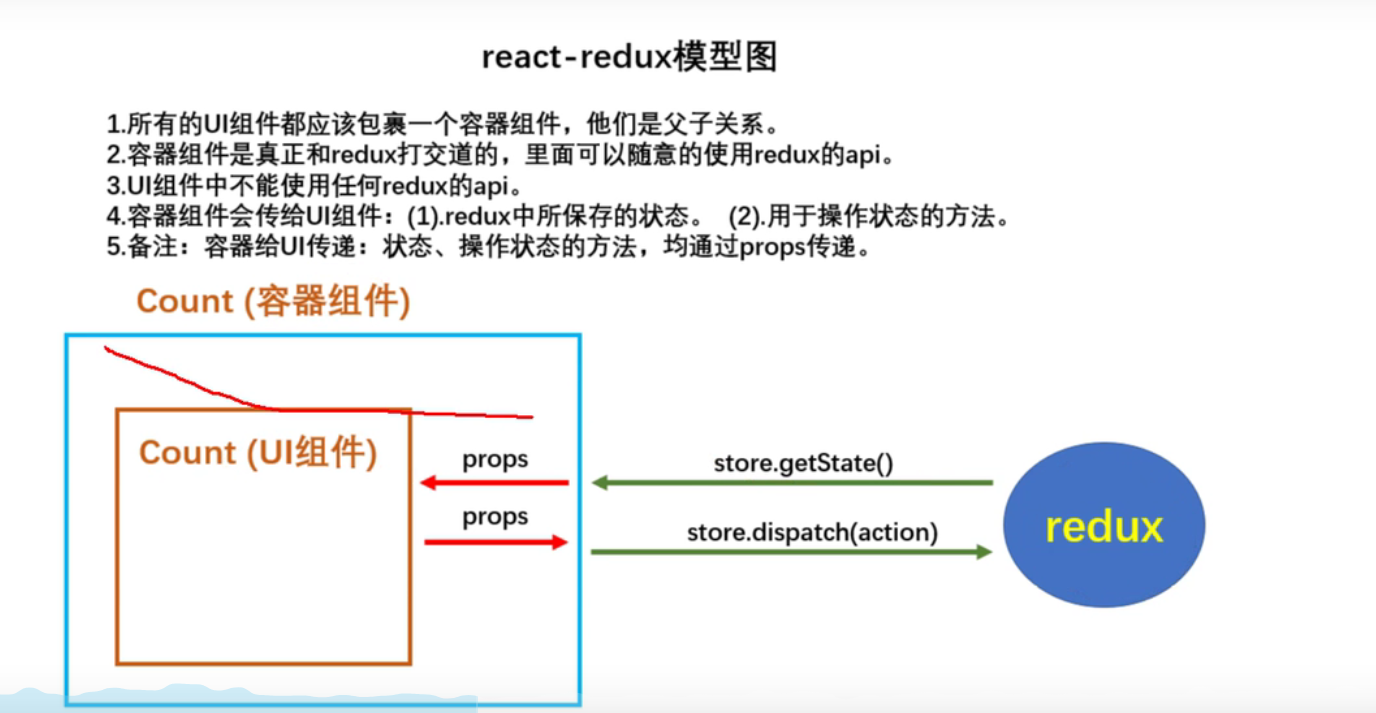 react-redux模型图
1.所有的UI组件都应该包裹一个容器组件，他们是父子关系。
2.容器组件是真正和redux打交道的，里面可以随意的使用redux的api。
3.UI组件中不能使用任何redux的api。
4.容器组件会传给UI组件：(1).redux中所保存的状态。 (2).用于操作状态的方法。
5.备注：容器给UI传递：状态、操作状态的方法，均通过props传递。
Count (容器组件)
Count (UI组件)
props
store.getState()
props
store.dispatch(action)
redux